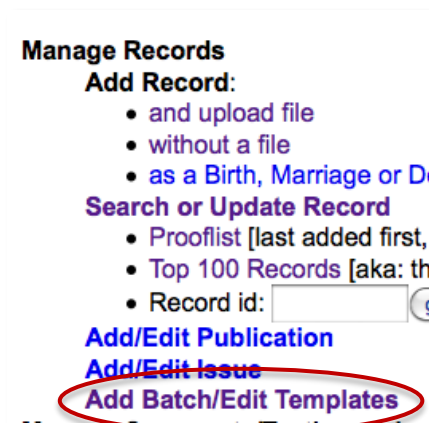 Manage Records
Add Record:
• and upload file
• without a file
• as a Birth, Marriage or
Search or Update Record
• Prooflist [last added first,
• Top 100 Records [aka:
• Record id:
Add/Edit Publication
Add/Edit Issue
Add Batch/Edit Templates